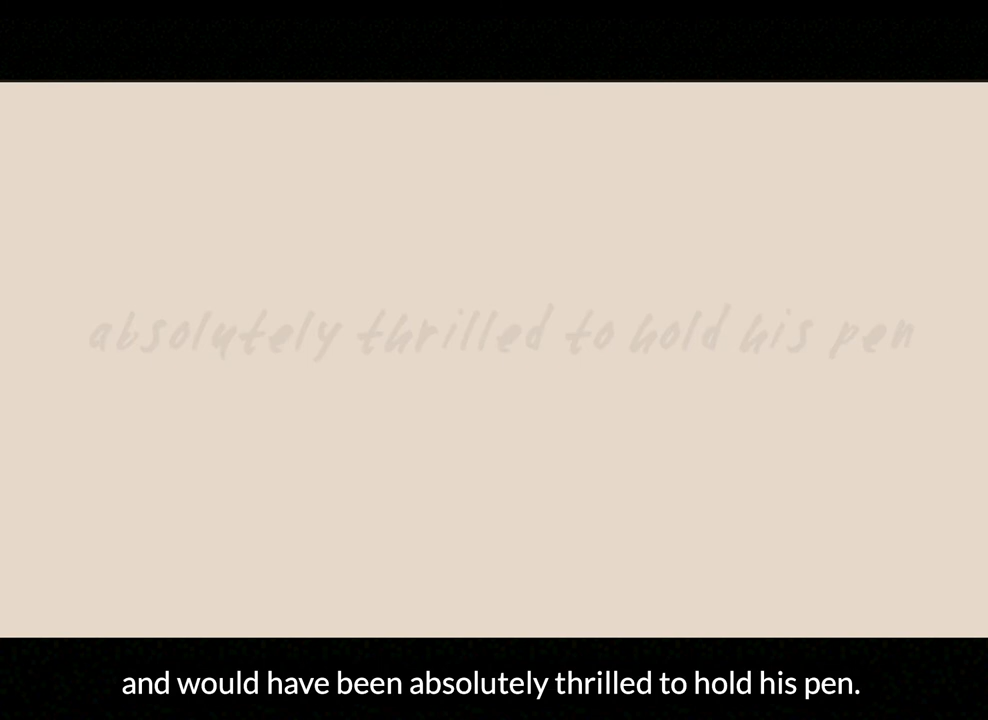 absolutely thrilled to hold his pen
and would have been absolutely thrilled to hold his pen.